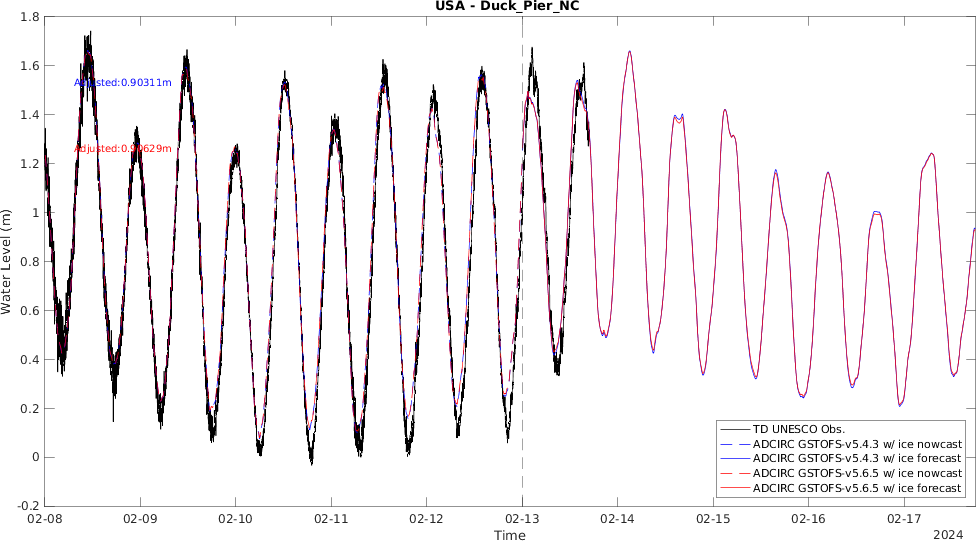 USA - Duck_Pier_NC
1.8
1.6
1.4
1.2
1
0.8
0.6
0.4
0.2
0
-0.2
Water Level (m)
Adjusted:0.90311m
Adjusted:0.90629m
TD UNESCO Obs.
ADCIRC GSTOFS-v5.4.3 w/ ice nowcast
ADCIRC GSTOFS-v5.4.3 w/ ice forecast
ADCIRC GSTOFS-v5.6.5 w/ ice nowcast
ADCIRC GSTOFS-v5.6.5 w/ ice forecast
02-08 02-09 02-10 02-11 02-12 02-13 02-14 02-15 02-16 02-17
Time
2024